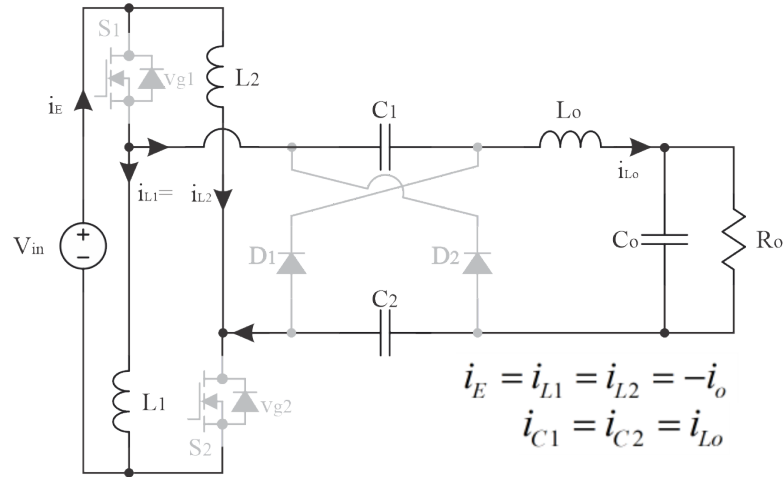 S1
vg1
L2
iE
C1
Lo
iL1=
iL2
iLo
Vin
+
−
D1
D2
Co
Ro
C2
L1
vg2
S2
iE = iL1 = iL2 = −io
iC1 = iC2 = iLo